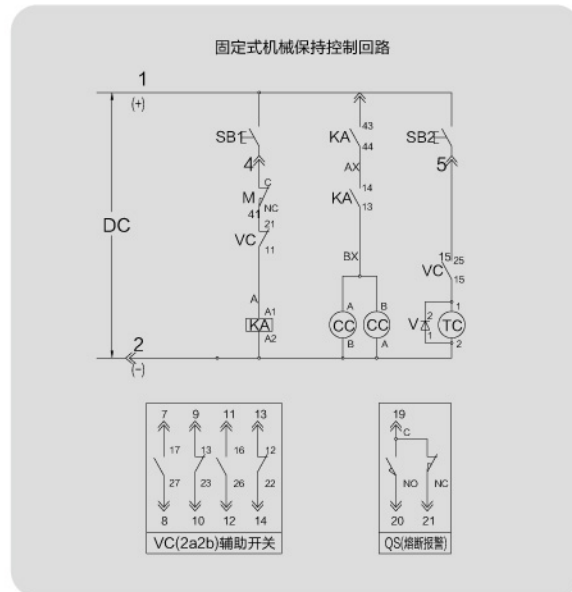 固定式机械保持控制回路
1
(+)
SB1
KA
43
44
SB2
4
AX
5
C
M
41
NC
KA
14
13
DC
21
VC
11
BX
15
25
VC
15
A
A1
KA
A2
A
B
CC
CC
B
A
V
2
1
1
TC
2
2
(−)
7 9 11 13
17 13 16 12
27 23 26 22
8 10 12 14
VC(2a2b)辅助开关
19
C
NO NC
20 21
QS(熔断报警)